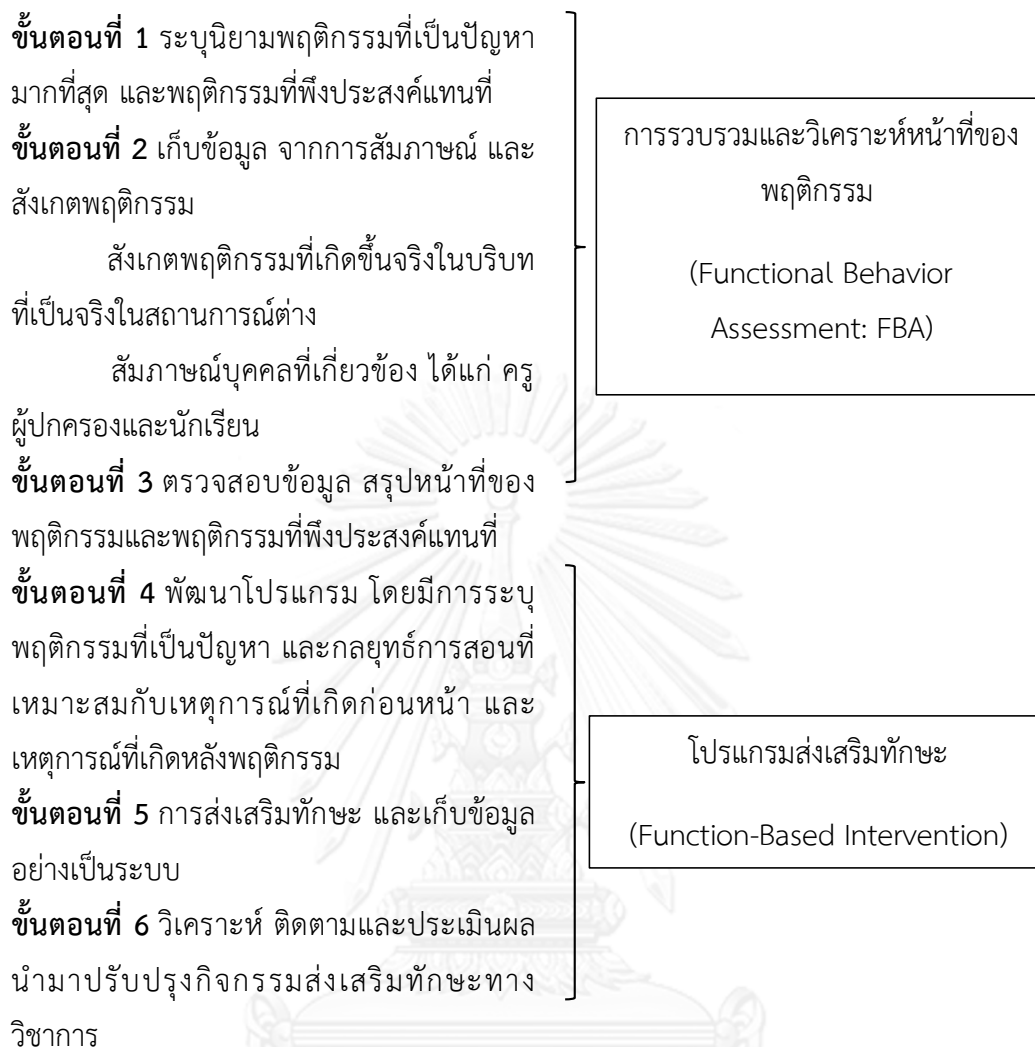 ขั้นตอนที่ 1 ระบุนิยามพฤติกรรมที่เป็นปัญหา
มากที่สุด และพฤติกรรมที่พึงประสงค์แทนที่
ขั้นตอนที่ 2 เก็บข้อมูล จากการสัมภาษณ์ และ
สังเกตพฤติกรรม
สังเกตพฤติกรรมที่เกิดขึ้นจริงในบริบท
ที่เป็นจริงในสถานการณ์ต่าง
สัมภาษณ์บุคคลที่เกี่ยวข้อง ได้แก่ ครู
ผู้ปกครองและนักเรียน
ขั้นตอนที่ 3 ตรวจสอบข้อมูล สรุปหน้าที่ของ
พฤติกรรมและพฤติกรรมที่พึงประสงค์แทนที่
ขั้นตอนที่ 4 พัฒนาโปรแกรม โดยมีการระบุ
พฤติกรรมที่เป็นปัญหา และกลยุทธ์การสอนที่
เหมาะสมกับเหตุการณ์ที่เกิดก่อนหน้า และ
เหตุการณ์ที่เกิดหลังพฤติกรรม
ขั้นตอนที่ 5 การส่งเสริมทักษะ และเก็บข้อมูล
อย่างเป็นระบบ
ขั้นตอนที่ 6 วิเคราะห์ ติดตามและประเมินผล
นำมาปรับปรุงกิจกรรมส่งเสริมทักษะทาง
วิชาการ
การรวบรวมและวิเคราะห์หน้าที่ของ
พฤติกรรม
(Functional Behavior
Assessment: FBA)
โปรแกรมส่งเสริมทักษะ
(Function-Based Intervention)